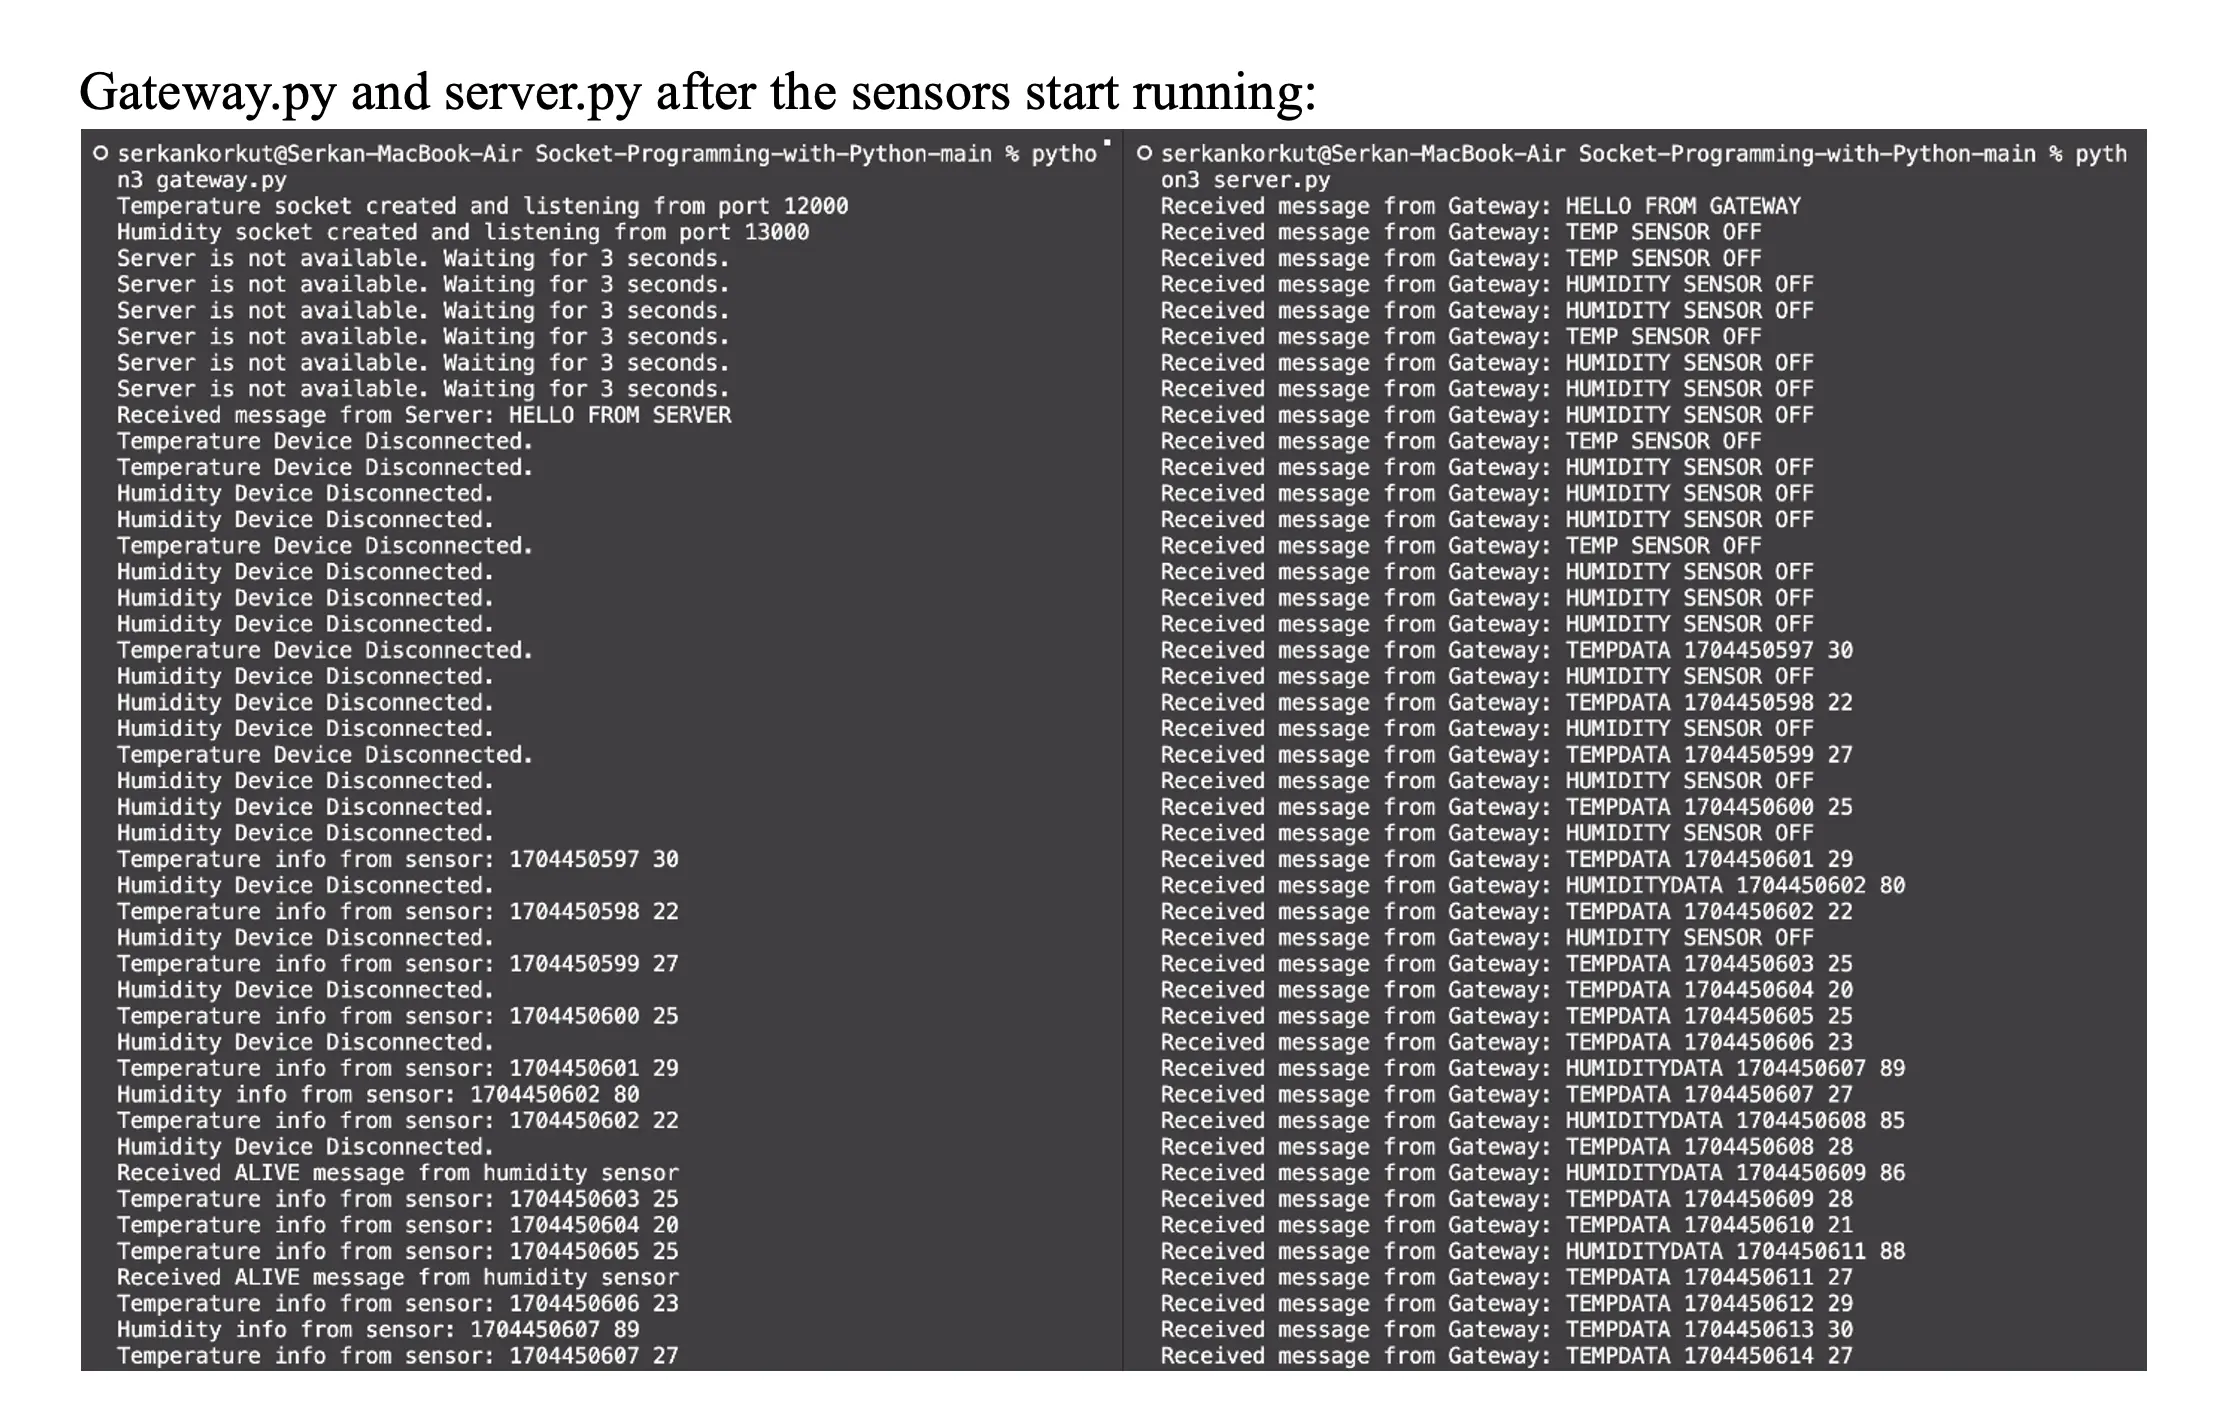 Gateway.py and server.py after the sensors start running:
serkankorkut@Serkan-MacBook-Air Socket-Programming-with-Python-main % pytho
n3 gateway.py
Temperature socket created and listening from port 12000
Humidity socket created and listening from port 13000
Server is not available. Waiting for 3 seconds.
Server is not available. Waiting for 3 seconds.
Server is not available. Waiting for 3 seconds.
Server is not available. Waiting for 3 seconds.
Server is not available. Waiting for 3 seconds.
Server is not available. Waiting for 3 seconds.
Received message from Server: HELLO FROM SERVER
Temperature Device Disconnected.
Temperature Device Disconnected.
Humidity Device Disconnected.
Humidity Device Disconnected.
Temperature Device Disconnected.
Humidity Device Disconnected.
Humidity Device Disconnected.
Humidity Device Disconnected.
Temperature Device Disconnected.
Humidity Device Disconnected.
Humidity Device Disconnected.
Humidity Device Disconnected.
Temperature Device Disconnected.
Humidity Device Disconnected.
Humidity Device Disconnected.
Humidity Device Disconnected.
Temperature info from sensor: 1704450597 30
Humidity Device Disconnected.
Temperature info from sensor: 1704450598 22
Humidity Device Disconnected.
Temperature info from sensor: 1704450599 27
Humidity Device Disconnected.
Temperature info from sensor: 1704450600 25
Humidity Device Disconnected.
Temperature info from sensor: 1704450601 29
Humidity info from sensor: 1704450602 80
Temperature info from sensor: 1704450602 22
Humidity Device Disconnected.
Received ALIVE message from humidity sensor
Temperature info from sensor: 1704450603 25
Temperature info from sensor: 1704450604 20
Temperature info from sensor: 1704450605 25
Received ALIVE message from humidity sensor
Temperature info from sensor: 1704450606 23
Humidity info from sensor: 1704450607 89
Temperature info from sensor: 1704450607 27
serkankorkut@Serkan-MacBook-Air Socket-Programming-with-Python-main % pyth
on3 server.py
Received message from Gateway: HELLO FROM GATEWAY
Received message from Gateway: TEMP SENSOR OFF
Received message from Gateway: TEMP SENSOR OFF
Received message from Gateway: HUMIDITY SENSOR OFF
Received message from Gateway: HUMIDITY SENSOR OFF
Received message from Gateway: TEMP SENSOR OFF
Received message from Gateway: HUMIDITY SENSOR OFF
Received message from Gateway: HUMIDITY SENSOR OFF
Received message from Gateway: HUMIDITY SENSOR OFF
Received message from Gateway: TEMP SENSOR OFF
Received message from Gateway: HUMIDITY SENSOR OFF
Received message from Gateway: HUMIDITY SENSOR OFF
Received message from Gateway: HUMIDITY SENSOR OFF
Received message from Gateway: TEMP SENSOR OFF
Received message from Gateway: HUMIDITY SENSOR OFF
Received message from Gateway: HUMIDITY SENSOR OFF
Received message from Gateway: HUMIDITY SENSOR OFF
Received message from Gateway: TEMPDATA 1704450597 30
Received message from Gateway: HUMIDITY SENSOR OFF
Received message from Gateway: TEMPDATA 1704450598 22
Received message from Gateway: HUMIDITY SENSOR OFF
Received message from Gateway: TEMPDATA 1704450599 27
Received message from Gateway: HUMIDITY SENSOR OFF
Received message from Gateway: TEMPDATA 1704450600 25
Received message from Gateway: HUMIDITY SENSOR OFF
Received message from Gateway: TEMPDATA 1704450601 29
Received message from Gateway: HUMIDITYDATA 1704450602 80
Received message from Gateway: TEMPDATA 1704450602 22
Received message from Gateway: HUMIDITY SENSOR OFF
Received message from Gateway: TEMPDATA 1704450603 25
Received message from Gateway: TEMPDATA 1704450604 20
Received message from Gateway: TEMPDATA 1704450605 25
Received message from Gateway: TEMPDATA 1704450606 23
Received message from Gateway: HUMIDITYDATA 1704450607 89
Received message from Gateway: TEMPDATA 1704450607 27
Received message from Gateway: HUMIDITYDATA 1704450608 85
Received message from Gateway: TEMPDATA 1704450608 28
Received message from Gateway: HUMIDITYDATA 1704450609 86
Received message from Gateway: TEMPDATA 1704450609 28
Received message from Gateway: TEMPDATA 1704450610 21
Received message from Gateway: HUMIDITYDATA 1704450611 88
Received message from Gateway: TEMPDATA 1704450611 27
Received message from Gateway: TEMPDATA 1704450612 29
Received message from Gateway: TEMPDATA 1704450613 30
Received message from Gateway: TEMPDATA 1704450614 27